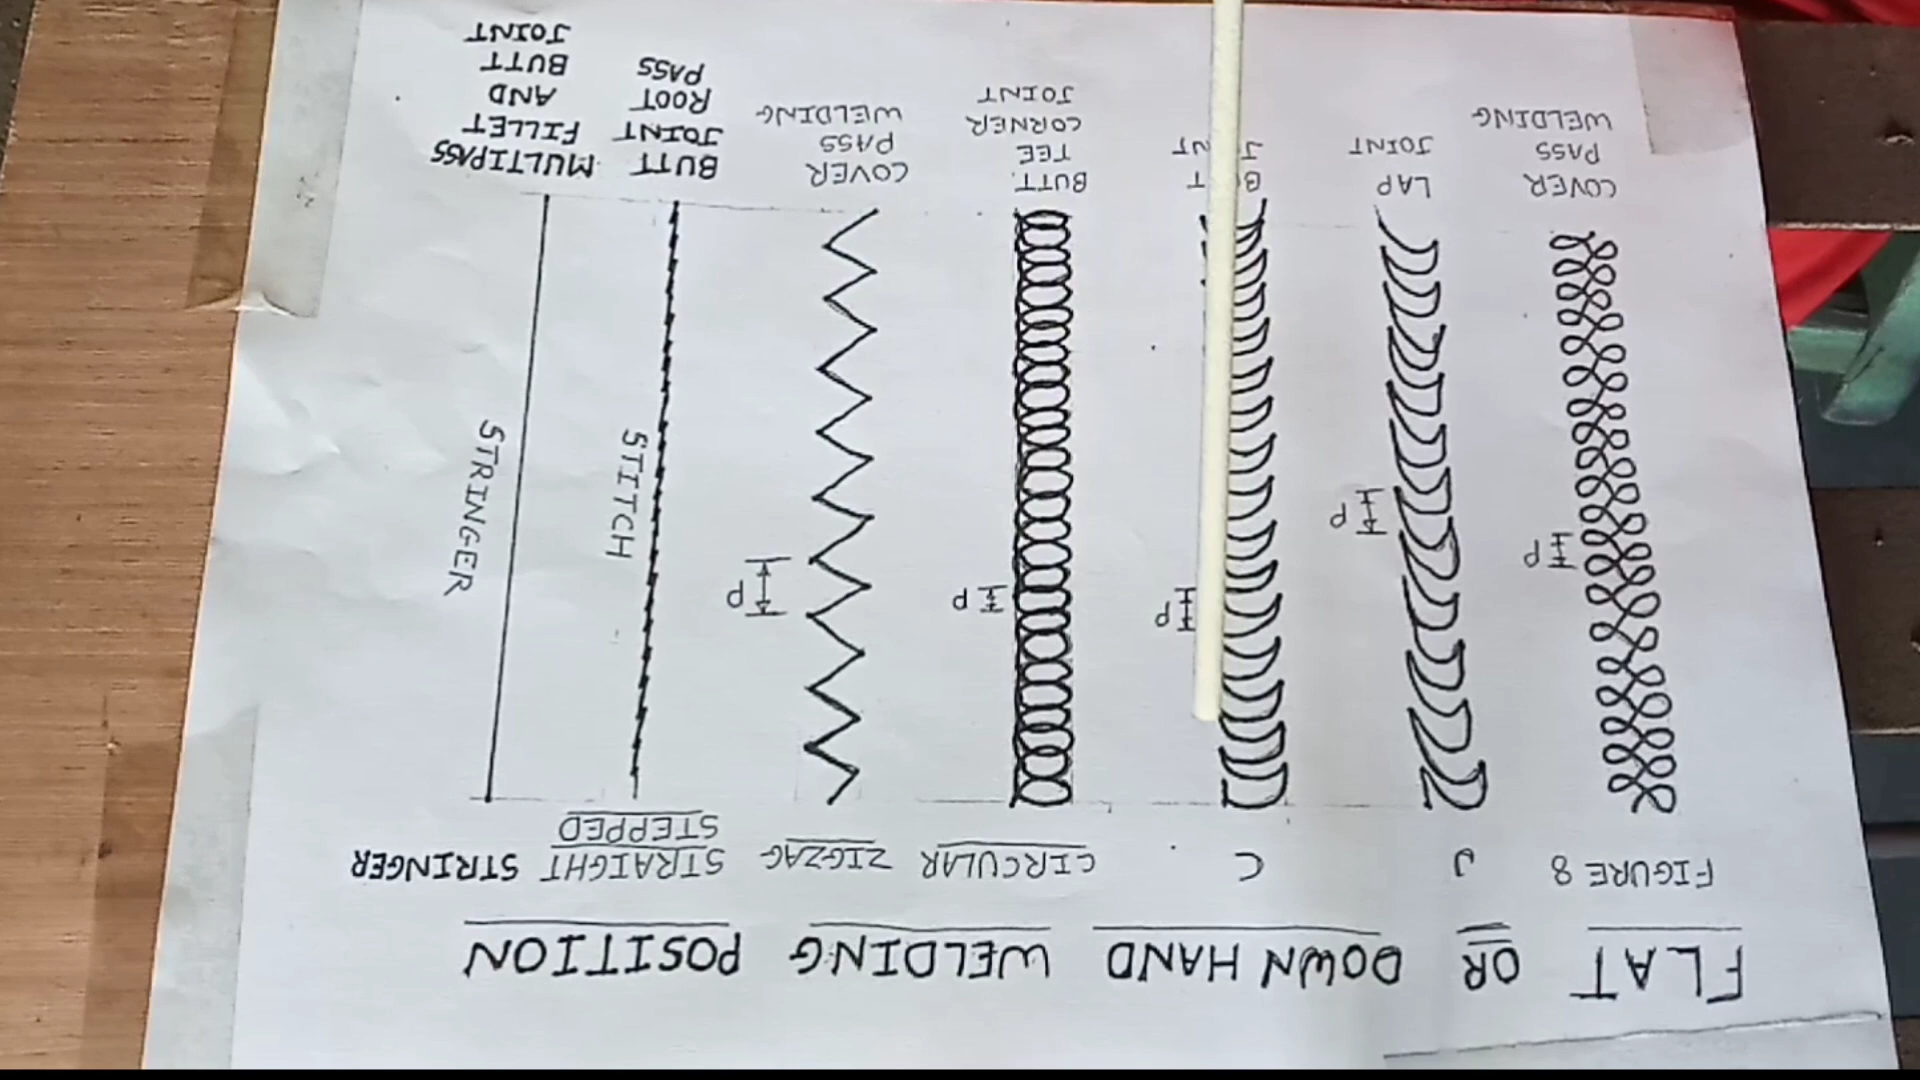 FLAT OR DOWN HAND WELDING POSITION
FIGURE 8
J
C
CIRCULAR
ZIGZAG
STRAIGHT
STEPPED
STRINGER
P
P
P
P
P
STITCH
STRINGER
COVER
PASS
WELDING
LAP
JOINT
BUTT.
TEE
CORNER
JOINT
COVER
PASS
WELDING
BUTT
JOINT
ROOT
PASS
MULTIPASS
FILLET
AND
BUTT
JOINT